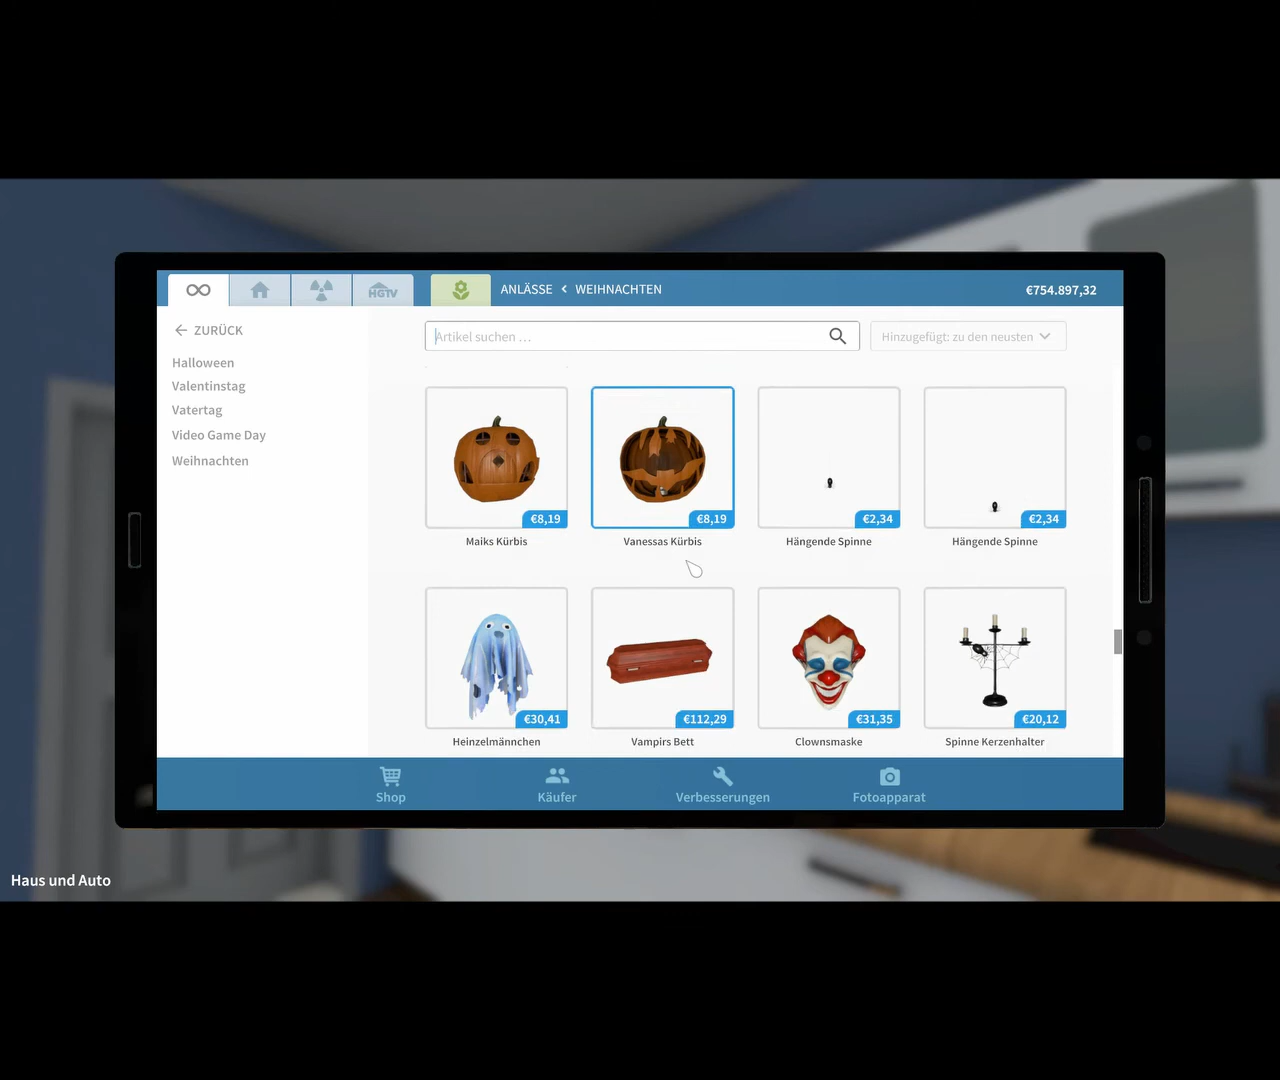 HGTV
ANLÄSSE < WEIHNACHTEN
€754.897,32
ZURÜCK
Artikel suchen ...
Hinzugefügt: zu den neusten
Halloween
Valentinstag
Vatertag
Video Game Day
Weihnachten
€8,19
€8,19
€2,34
€2,34
Maiks Kürbis
Vanessas Kürbis
Hängende Spinne
Hängende Spinne
€30,41
€112,29
€31,35
€20,12
Heinzelmännchen
Vampirs Bett
Clownsmaske
Spinne Kerzenhalter
Shop
Käufer
Verbesserungen
Fotoapparat
Haus und Auto